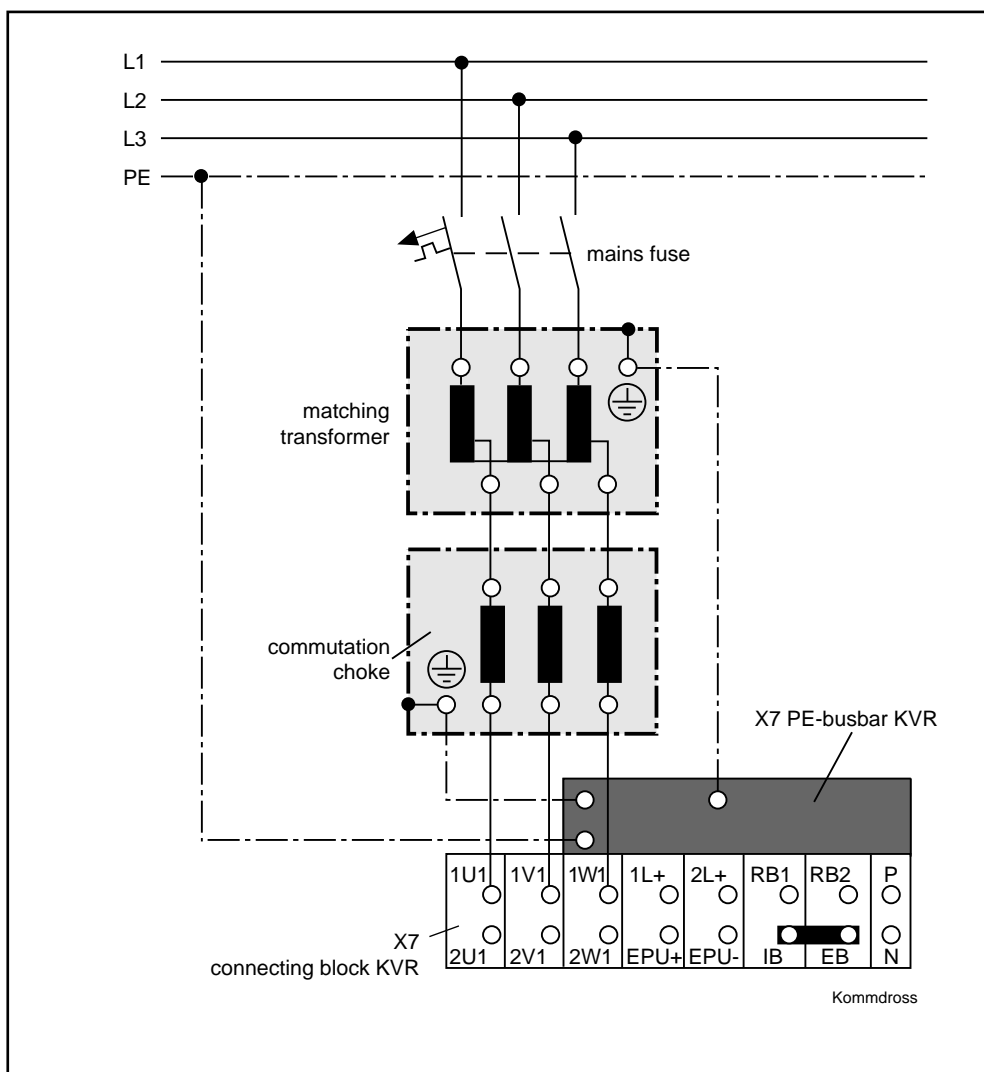 L1
L2
L3
PE
mains fuse
matching
transformer
commutation
choke
X7 PE-busbar KVR
1U1 1V1 1W1 1L+ 2L+ RB1 RB2 P
X7
connecting block KVR
2U1 2V1 2W1 EPU+ EPU- IB EB N
Kommdross